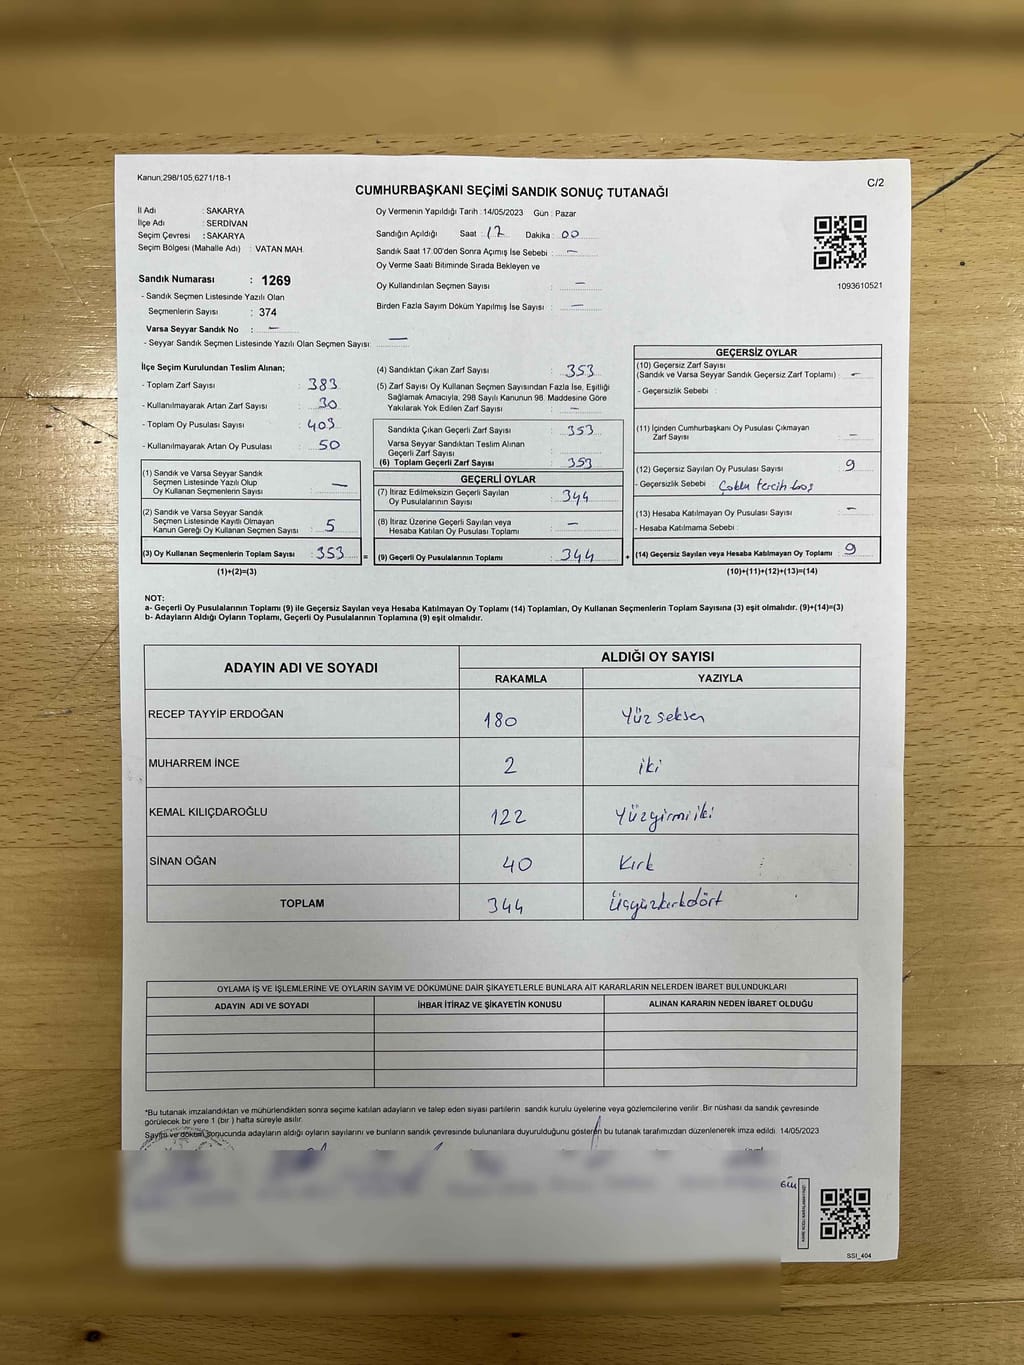 Kanun,298/105,6271/18-1
C/2
CUMHURBAŞKANI SEÇİMİ SANDIK SONUÇ TUTANAĞI
İl Adı : SAKARYA
İlçe Adı : SERDİVAN
Seçim Çevresi : SAKARYA
Seçim Bölgesi (Mahalle Adı) : VATAN MAH.
Sandık Numarası : 1269
- Sandık Seçmen Listesinde Yazılı Olan
Seçmenlerin Sayısı : 374
Varsa Seyyar Sandık No : —
- Seyyar Sandık Seçmen Listesinde Yazılı Olan Seçmen Sayısı: —
Oy Vermenin Yapıldığı Tarih :14/05/2023 Gün : Pazar
Sandığın Açıldığı Saat : 17 Dakika : 00
Sandık Saat 17.00'den Sonra Açımış İse Sebebi : —
Oy Verme Saati Bitiminde Sırada Bekleyen ve
Oy Kullandırılan Seçmen Sayısı : —
Birden Fazla Sayım Döküm Yapılmış İse Sayısı : —
1093610521
İlçe Seçim Kurulundan Teslim Alınan;
- Toplam Zarf Sayısı : 383
- Kullanılmayarak Artan Zarf Sayısı : 30
- Toplam Oy Pusulası Sayısı : 403
- Kullanılmayarak Artan Oy Pusulası : 50
(1) Sandık ve Varsa Seyyar Sandık
Seçmen Listesinde Yazılı Olup
Oy Kullanan Seçmenlerin Sayısı : —
(2) Sandık ve Varsa Seyyar Sandık
Seçmen Listesinde Kayıtlı Olmayan
Kanun Gereği Oy Kullanan Seçmen Sayısı : 5
(3) Oy Kullanan Seçmenlerin Toplam Sayısı : 353 =
(1)+(2)=(3)
(4) Sandıktan Çıkan Zarf Sayısı : 353
(5) Zarf Sayısı Oy Kullanan Seçmen Sayısından Fazla İse, Eşitliği
Sağlamak Amacıyla, 298 Sayılı Kanunun 98. Maddesine Göre
Yakılarak Yok Edilen Zarf Sayısı : —
Sandıkta Çıkan Geçerli Zarf Sayısı : 353
Varsa Seyyar Sandıktan Teslim Alınan
Geçerli Zarf Sayısı :
(6) Toplam Geçerli Zarf Sayısı : 353
GEÇERLİ OYLAR
(7) İtiraz Edilmeksizin Geçerli Sayılan
Oy Pusulalarının Sayısı : 344
(8) İtiraz Üzerine Geçerli Sayılan veya
Hesaba Katılan Oy Pusulası Toplamı : —
(9) Geçerli Oy Pusulalarının Toplamı : 344 +
GEÇERSİZ OYLAR
(10) Geçersiz Zarf Sayısı
(Sandık ve Varsa Seyyar Sandık Geçersiz Zarf Toplamı) : —
- Geçersizlik Sebebi :
(11) İçinden Cumhurbaşkanı Oy Pusulası Çıkmayan
Zarf Sayısı : —
(12) Geçersiz Sayılan Oy Pusulası Sayısı : 9
- Geçersizlik Sebebi : Çoklu tercih boş
(13) Hesaba Katılmayan Oy Pusulası Sayısı : —
- Hesaba Katılmama Sebebi :
(14) Geçersiz Sayılan veya Hesaba Katılmayan Oy Toplamı : 9
(10)+(11)+(12)+(13)=(14)
NOT:
a- Geçerli Oy Pusulalarının Toplamı (9) ile Geçersiz Sayılan veya Hesaba Katılmayan Oy Toplamı (14) Toplamları, Oy Kullanan Seçmenlerin Toplam Sayısına (3) eşit olmalıdır. (9)+(14)=(3)
b- Adayların Aldığı Oyların Toplamı, Geçerli Oy Pusulalarının Toplamına (9) eşit olmalıdır.
ADAYIN ADI VE SOYADI ALDIĞI OY SAYISI
RAKAMLA YAZIYLA
RECEP TAYYİP ERDOĞAN 180 Yüz seksen
MUHARREM İNCE 2 iki
KEMAL KILIÇDAROĞLU 122 Yüzyirmi iki
SİNAN OĞAN 40 Kırk
TOPLAM 344 Üçyüzkırkdört
OYLAMA İŞ VE İŞLEMLERİNE VE OYLARIN SAYIM VE DÖKÜMÜNE DAİR ŞİKAYETLERLE BUNLARA AİT KARARLARIN NELERDEN İBARET BULUNDUKLARI
ADAYIN ADI VE SOYADI İHBAR İTİRAZ VE ŞİKAYETİN KONUSU ALINAN KARARIN NEDEN İBARET OLDUĞU
*Bu tutanak imzalandıktan ve mühürlendikten sonra seçime katılan adayların ve talep eden siyasi partilerin sandık kurulu üyelerine veya gözlemcilerine verilir. Bir nüshası da sandık çevresinde
görülecek bir yere 1 (bir ) hafta süreyle asılır.
Sayım ve döküm sonucunda adayların aldığı oyların sayılarını ve bunların sandık çevresinde bulunanlara duyurulduğunu gösteren bu tutanak tarafımızdan düzenlenerek imza edildi. 14/05/2023
SSI_404